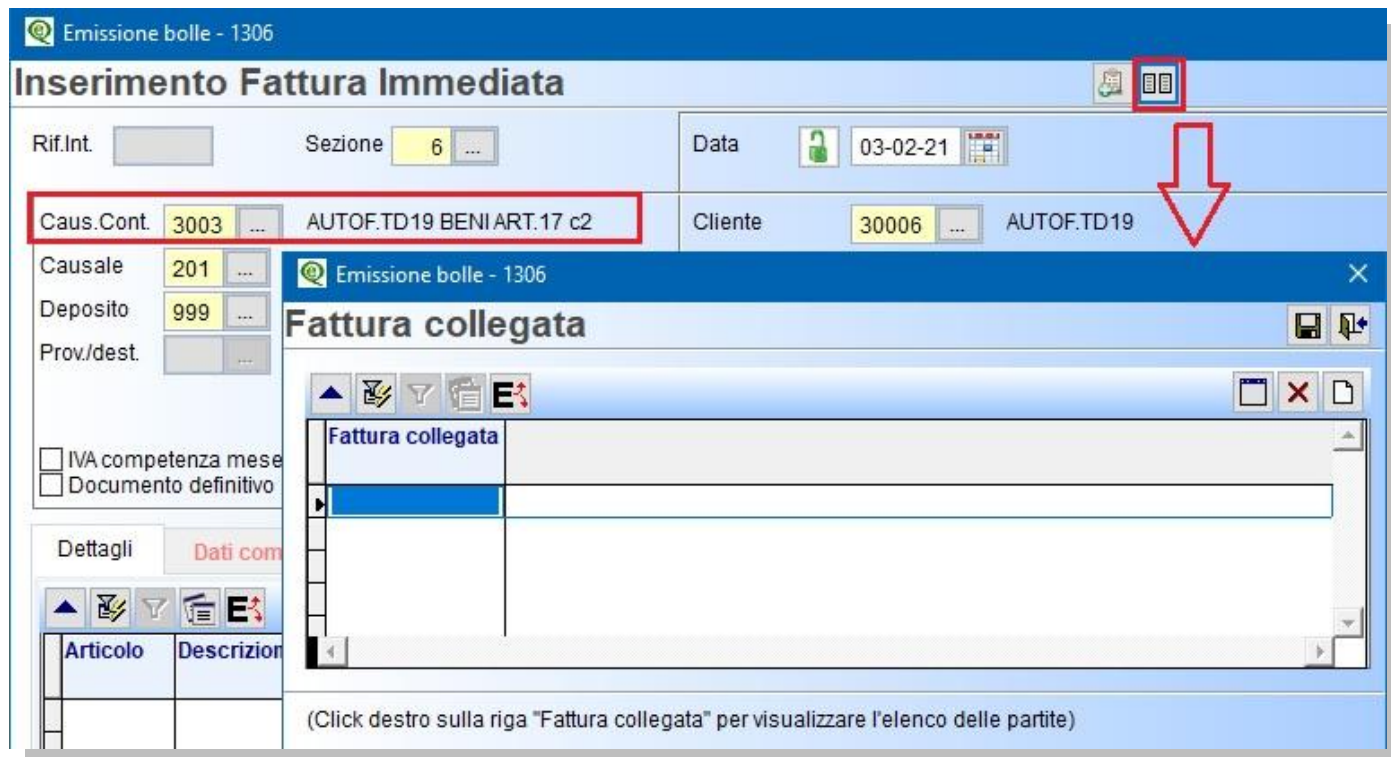 Emissione bolle - 1306
Inserimento Fattura Immediata
Rif.Int. Sezione 6 ... Data 03-02-21
Caus.Cont. 3003 ... AUTOF.TD19 BENI ART.17 c2 Cliente 30006 ... AUTOF.TD19
Causale 201 ...
Deposito 999 ...
Prov./dest. ...
IVA competenza mese
Documento definitivo
Dettagli Dati com
Articolo Descrizion
Emissione bolle - 1306
Fattura collegata
E
Fattura collegata
(Click destro sulla riga "Fattura collegata" per visualizzare l'elenco delle partite)